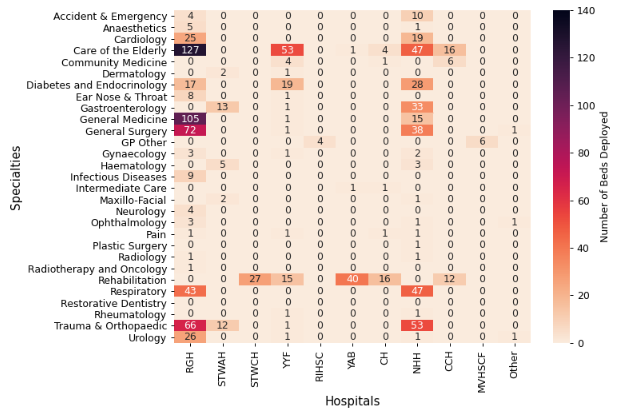 Accident & Emergency 4 0 0 0 0 0 0 10 0 0 0
Anaesthetics 5 0 0 0 0 0 0 1 0 0 0
Cardiology 25 0 0 0 0 0 0 19 0 0 0
Care of the Elderly 127 0 0 53 0 1 4 47 16 0 0
Community Medicine 0 0 0 4 0 0 1 0 6 0 0
Dermatology 0 2 0 1 0 0 0 0 0 0 0
Diabetes and Endocrinology 17 0 0 19 0 0 0 28 0 0 0
Ear Nose & Throat 8 0 0 1 0 0 0 0 0 0 0
Gastroenterology 0 13 0 1 0 0 0 33 0 0 0
General Medicine 105 0 0 1 0 0 0 15 0 0 0
General Surgery 72 0 0 1 0 0 0 38 0 0 1
GP Other 0 0 0 0 4 0 0 0 0 6 0
Gynaecology 3 0 0 1 0 0 0 2 0 0 0
Haematology 0 5 0 0 0 0 0 3 0 0 0
Infectious Diseases 9 0 0 0 0 0 0 0 0 0 0
Intermediate Care 0 0 0 0 0 1 1 0 0 0 0
Maxillo-Facial 0 2 0 0 0 0 0 1 0 0 0
Neurology 4 0 0 0 0 0 0 0 0 0 0
Ophthalmology 3 0 0 0 0 0 0 1 0 0 1
Pain 1 0 0 1 0 0 1 1 0 0 0
Plastic Surgery 0 0 0 0 0 0 0 1 0 0 0
Radiology 1 0 0 0 0 0 0 1 0 0 0
Radiotherapy and Oncology 1 0 0 0 0 0 0 0 0 0 0
Rehabilitation 0 0 27 15 0 40 16 0 12 0 0
Respiratory 43 0 0 0 0 0 0 47 0 0 0
Restorative Dentistry 0 0 0 0 0 0 0 0 0 0 0
Rheumatology 0 0 0 1 0 0 0 1 0 0 0
Trauma & Orthopaedic 66 12 0 1 0 0 0 53 0 0 0
Urology 26 0 0 1 0 0 0 1 0 0 1
RGH STWAH STWCH YYF RIHSC YAB CH NHH CCH MVHSCF Other
Hospitals
Specialties
140
120
100
80
60
40
20
0
Number of Beds Deployed